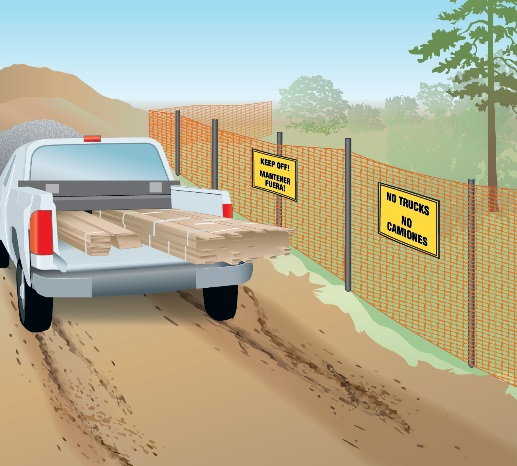 KEEP OFF!
MANTENER
FUERA!
NO TRUCKS
NO
CAMIONES